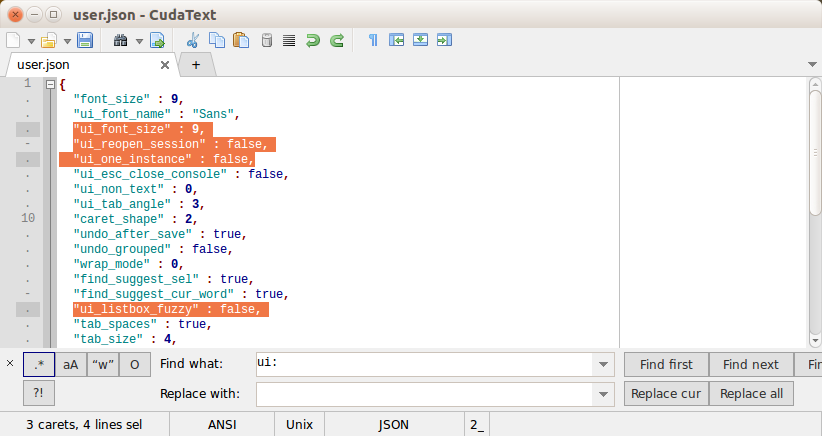 user.json - CudaText
user.json
+
1 {
"font_size" : 9,
"ui_font_name" : "Sans",
"ui_font_size" : 9,
"ui_reopen_session" : false,
"ui_one_instance" : false,
"ui_esc_close_console" : false,
"ui_non_text" : 0,
"ui_tab_angle" : 3,
10 "caret_shape" : 2,
"undo_after_save" : true,
"undo_grouped" : false,
"wrap_mode" : 0,
"find_suggest_sel" : true,
"find_suggest_cur_word" : true,
"ui_listbox_fuzzy" : false,
"tab_spaces" : true,
"tab_size" : 4,
.* aA “w” O Find what: ui: Find first Find next Fin
?! Replace with: Replace cur Replace all
3 carets, 4 lines sel ANSI Unix JSON 2_